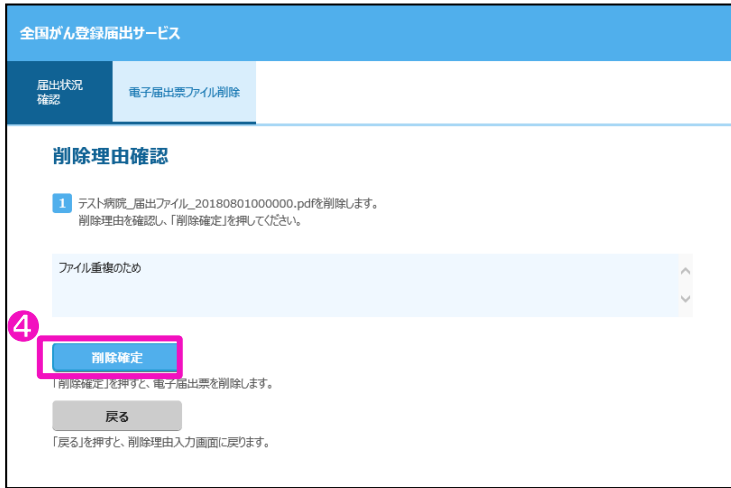 全国がん登録届出サービス
届出状況
確認
電子届出票ファイル削除
削除理由確認
1 テスト病院_届出ファイル_20180801000000.pdfを削除します。
削除理由を確認し、「削除確定」を押してください。
ファイル重複のため
4
削除確定
「削除確定」を押すと、電子届出票を削除します。
戻る
「戻る」を押すと、削除理由入力画面に戻ります。